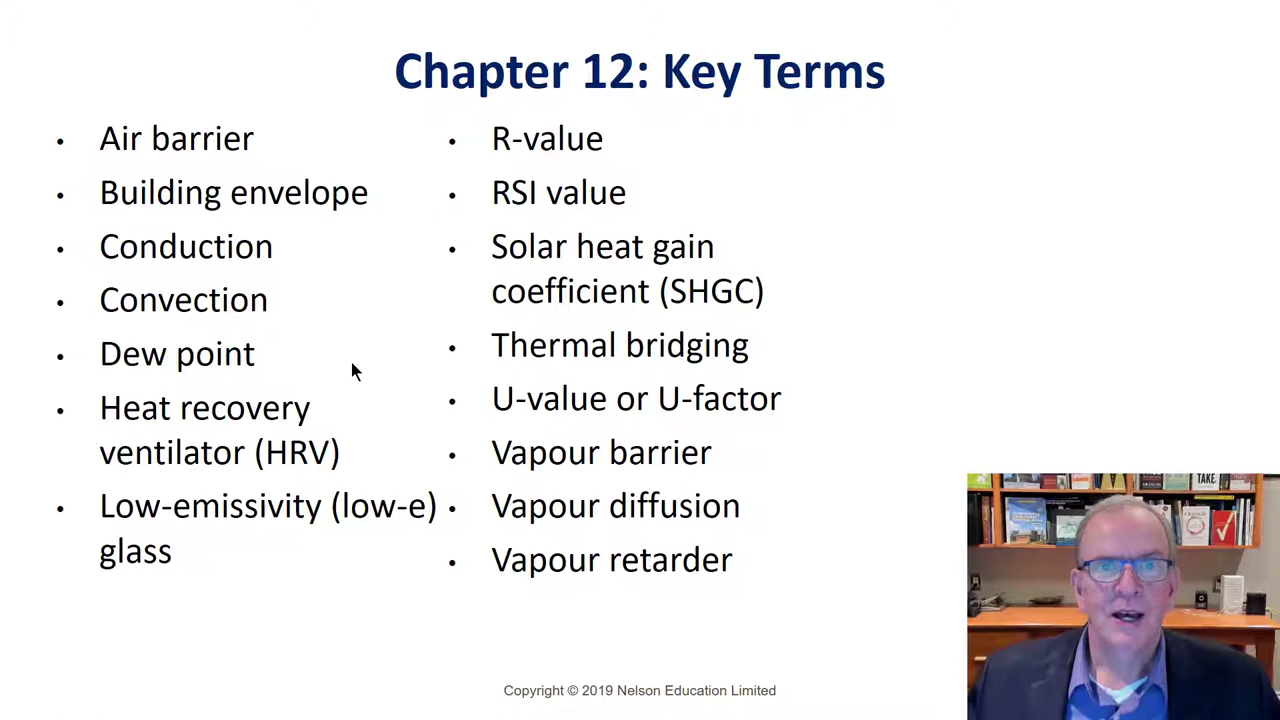 Chapter 12: Key Terms
• Air barrier
• Building envelope
• Conduction
• Convection
• Dew point
• Heat recovery
ventilator (HRV)
• Low-emissivity (low-e)
glass
• R-value
• RSI value
• Solar heat gain
coefficient (SHGC)
• Thermal bridging
• U-value or U-factor
• Vapour barrier
• Vapour diffusion
• Vapour retarder
TAKE.
Copyright © 2019 Nelson Education Limited